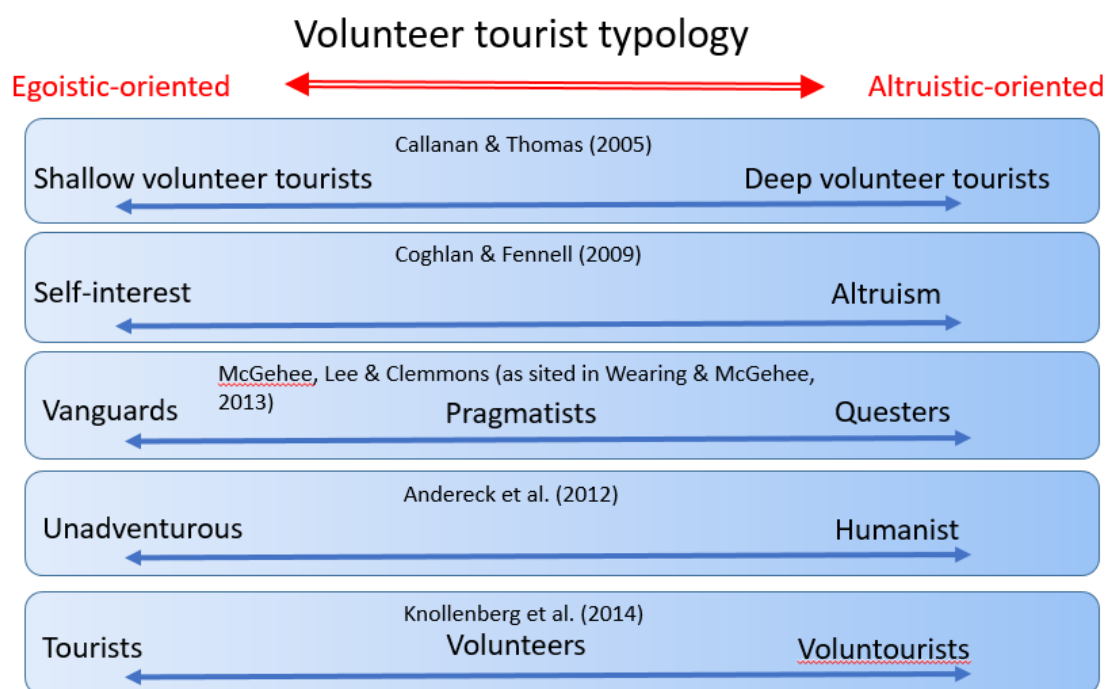 Volunteer tourist typology
Egoistic-oriented Altruistic-oriented
Callanan & Thomas (2005)
Shallow volunteer tourists Deep volunteer tourists
Coghlan & Fennell (2009)
Self-interest Altruism
McGehee, Lee & Clemmons (as sited in Wearing & McGehee,
2013)
Vanguards Pragmatists Questers
Andereck et al. (2012)
Unadventurous Humanist
Knollenberg et al. (2014)
Tourists Volunteers Voluntourists